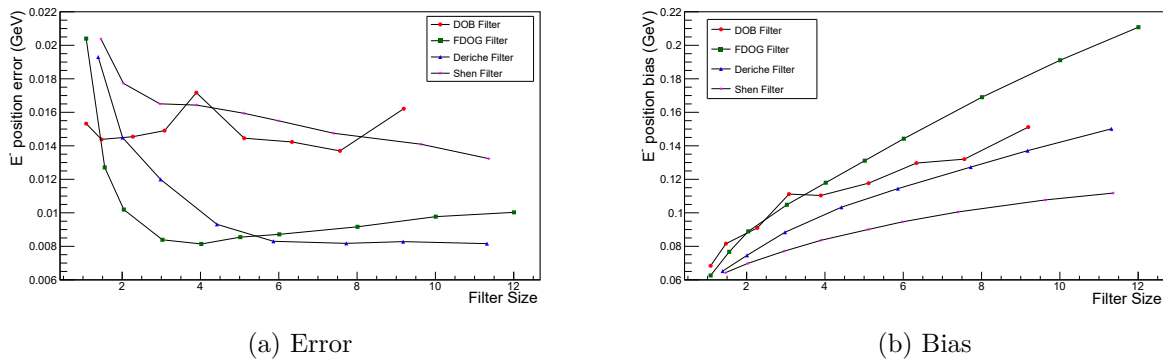 0.022
0.02
0.018
0.016
0.014
0.012
0.01
0.008
0.006
E⁻ position error (GeV)
DOB Filter
FDOG Filter
Deriche Filter
Shen Filter
2 4 6 8 10 12
Filter Size
(a) Error
0.22
0.2
0.18
0.16
0.14
0.12
0.1
0.08
0.06
E⁻ position bias (GeV)
DOB Filter
FDOG Filter
Deriche Filter
Shen Filter
2 4 6 8 10 12
Filter Size
(b) Bias